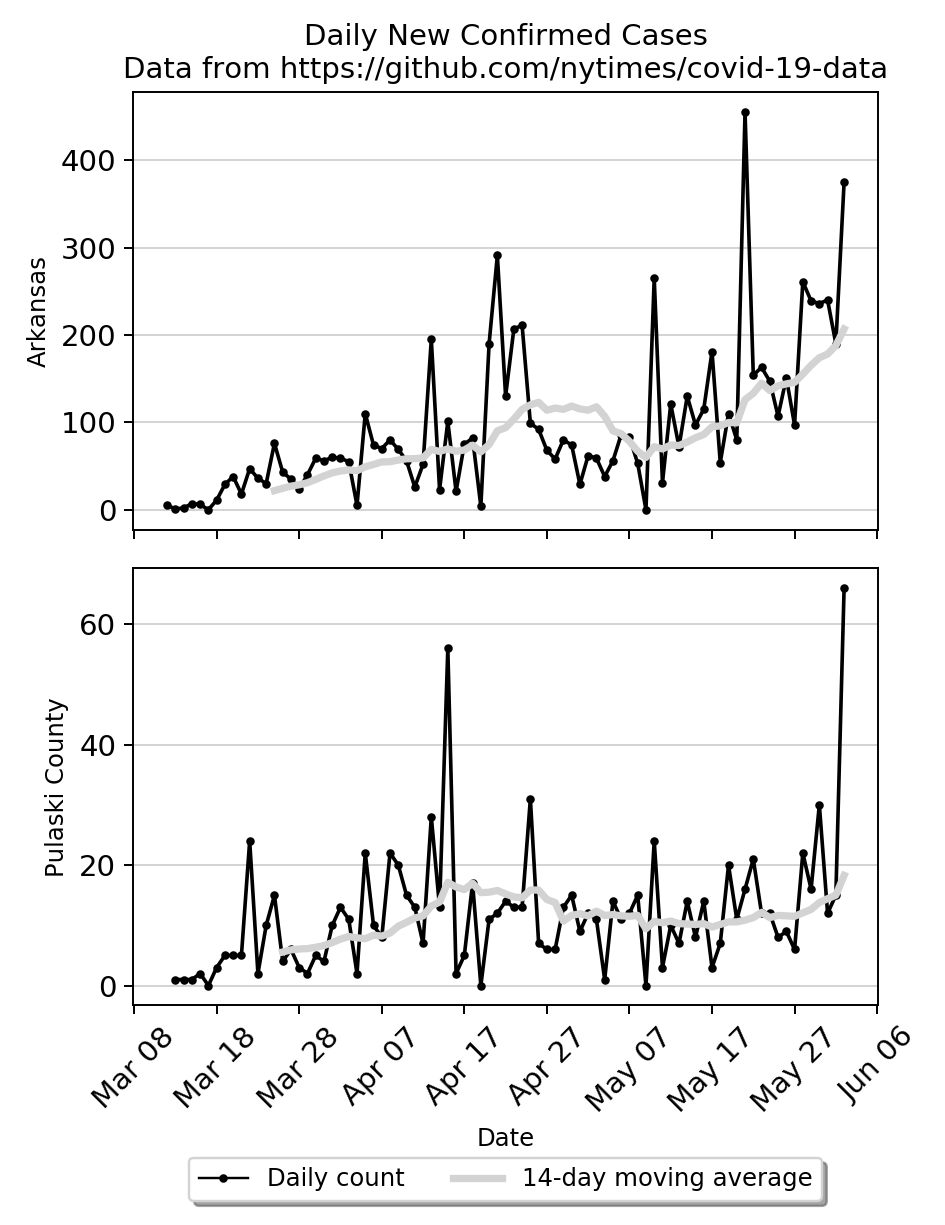 Daily New Confirmed Cases
Data from https://github.com/nytimes/covid-19-data
400
300
200
100
0
Arkansas
60
40
20
0
Pulaski County
Mar 08
Mar 18
Mar 28
Apr 07
Apr 17
Apr 27
May 07
May 17
May 27
Jun 06
Date
Daily count
14-day moving average